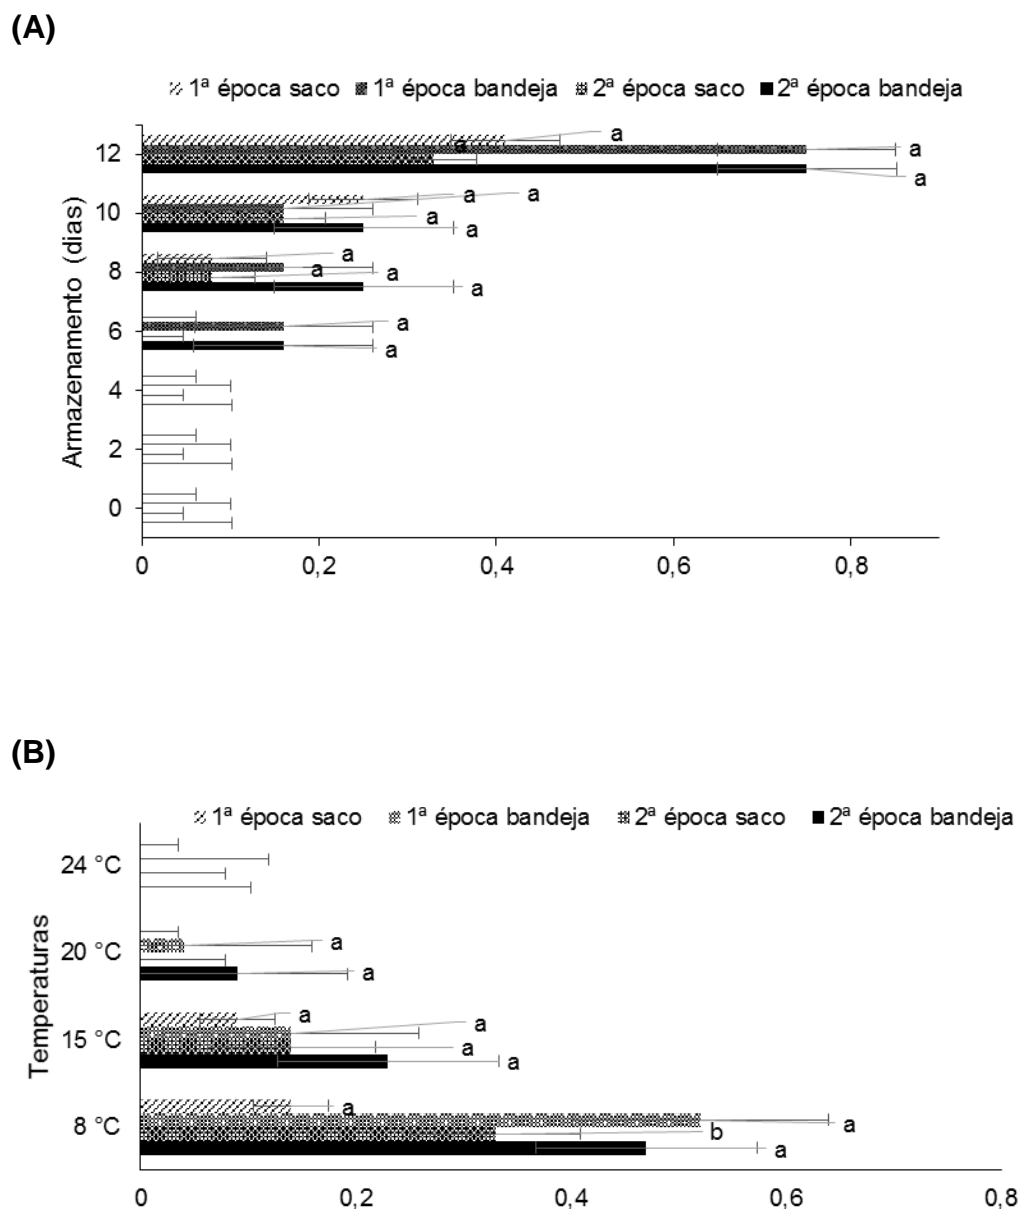 (A)
1ª época saco 1ª época bandeja 2ª época saco 2ª época bandeja
Armazenamento (dias)
12
a
a
a
a
10
a
a
a
a
8
a
a
a
a
6
a
a
4
2
0
0 0,2 0,4 0,6 0,8
(B)
1ª época saco 1ª época bandeja 2ª época saco 2ª época bandeja
Temperaturas
24 °C
20 °C
a
a
15 °C
a
a
a
a
8 °C
a
a
b
a
0 0,2 0,4 0,6 0,8